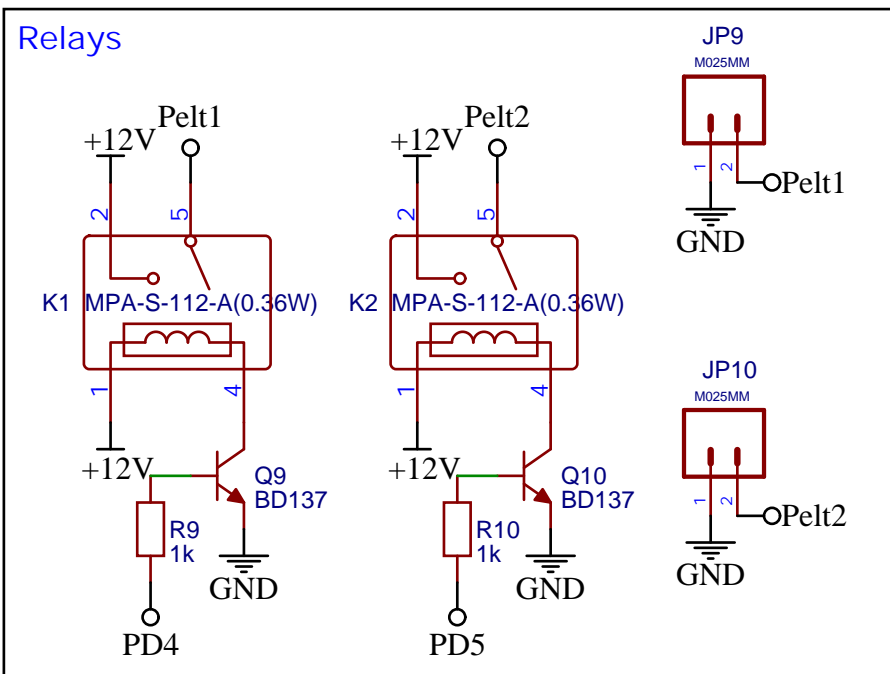 Relays
JP9
M025MM
1
2
Pelt1
GND
Pelt1
+12V
2
5
K1
MPA-S-112-A(0.36W)
1
4
+12V
Q9
BD137
R9
1k
GND
PD4
Pelt2
+12V
2
5
K2
MPA-S-112-A(0.36W)
1
4
+12V
Q10
BD137
R10
1k
GND
PD5
JP10
M025MM
1
2
Pelt2
GND